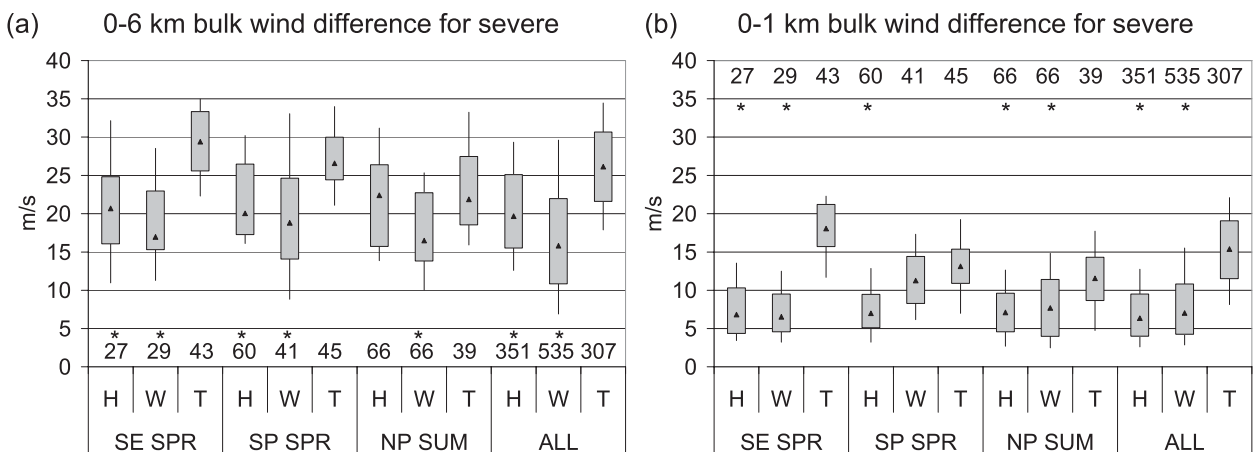 (a) 0-6 km bulk wind difference for severe
40
35
30
25
20
15
10
5
0
m/s
* * * * * * *
27 29 43 60 41 45 66 66 39 351 535 307
H W T H W T H W T H W T
SE SPR SP SPR NP SUM ALL
(b) 0-1 km bulk wind difference for severe
40
35
30
25
20
15
10
5
0
m/s
27 29 43 60 41 45 66 66 39 351 535 307
* * * * * * *
H W T H W T H W T H W T
SE SPR SP SPR NP SUM ALL